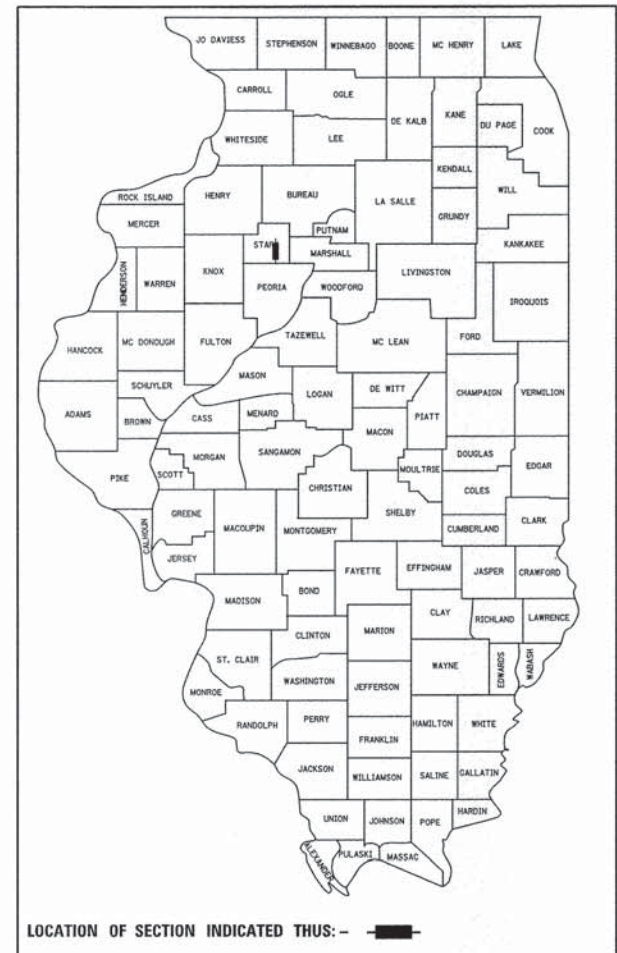 JO DAVIESS
STEPHENSON
WINNEBAGO
BOONE
MC HENRY
LAKE
CARROLL
OGLE
DE KALB
KANE
DU PAGE
COOK
WHITESIDE
LEE
KENDALL
WILL
ROCK ISLAND
HENRY
BUREAU
LA SALLE
GRUNDY
MERCER
PUTNAM
STARK
MARSHALL
KANKAKEE
HENDERSON
WARREN
KNOX
PEORIA
WOODFORD
LIVINGSTON
IROQUOIS
HANCOCK
MC DONOUGH
FULTON
TAZEWELL
MC LEAN
FORD
SCHUYLER
MASON
LOGAN
DE WITT
CHAMPAIGN
VERMILION
ADAMS
BROWN
CASS
MENARD
MACON
PIATT
PIKE
SCOTT
MORGAN
SANGAMON
MOULTRIE
DOUGLAS
EDGAR
CHRISTIAN
COLES
CALHOUN
GREENE
MACOUPIN
MONTGOMERY
SHELBY
CUMBERLAND
CLARK
JERSEY
FAYETTE
EFFINGHAM
JASPER
CRAWFORD
MADISON
BOND
CLAY
RICHLAND
LAWRENCE
CLINTON
MARION
ST. CLAIR
WAYNE
EDWARDS
WABASH
MONROE
WASHINGTON
JEFFERSON
RANDOLPH
PERRY
HAMILTON
WHITE
FRANKLIN
JACKSON
WILLIAMSON
SALINE
GALLATIN
UNION
JOHNSON
POPE
HARDIN
ALEXANDER
PULASKI
MASSAC
LOCATION OF SECTION INDICATED THUS: -